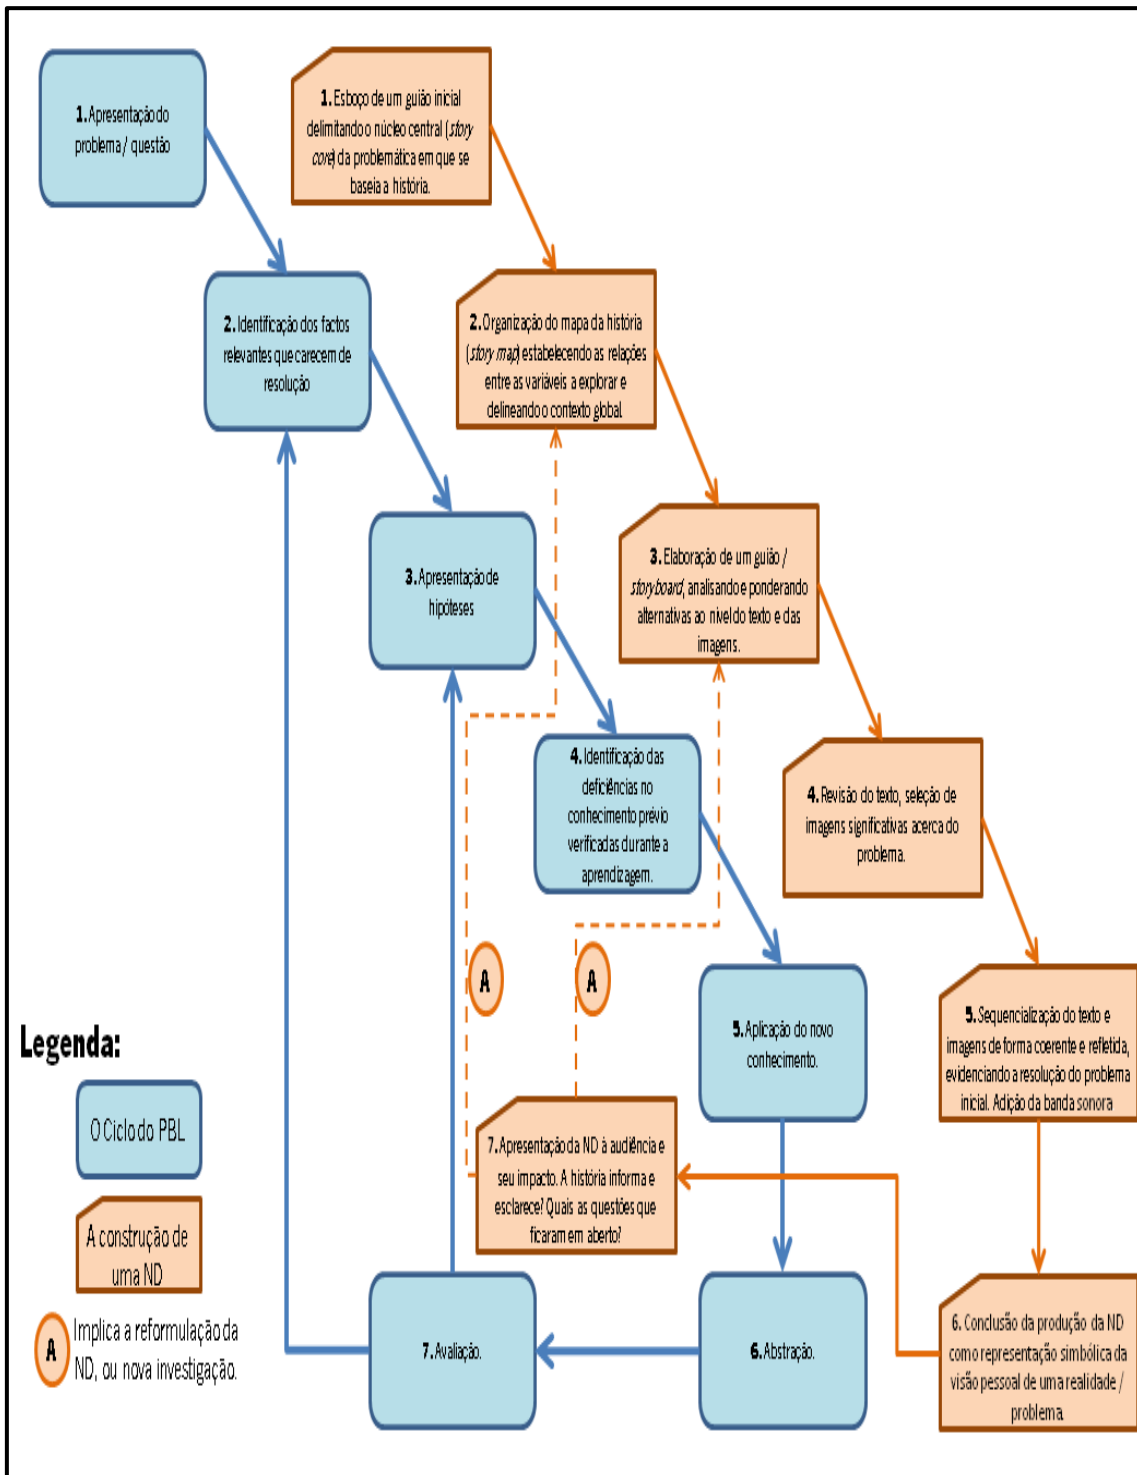 1. Apresentação do
problema / questão
1. Esboço de um guião inicial
delimitando o núcleo central (story
core) da problemática em que se
baseia a história.
2. Identificação dos factos
relevantes que carecem de
resolução
2. Organização do mapa da história
(story map) estabelecendo as relações
entre as variáveis a explorar e
delineando o contexto global.
3. Apresentação de
hipóteses
3. Elaboração de um guião /
storyboard, analisando e ponderando
alternativas ao nível do texto e das
imagens.
4. Identificação das
deficiências no
conhecimento prévio
verificadas durante a
aprendizagem.
4. Revisão do texto, seleção de
imagens significativas acerca do
problema.
A
A
5. Aplicação do novo
conhecimento.
5. Sequencialização do texto e
imagens de forma coerente e refletida,
evidenciando a resolução do problema
inicial. Adição da banda sonora
7. Apresentação da ND à audiência e
seu impacto. A história informa e
esclarece? Quais as questões que
ficaram em aberto?
7. Avaliação.
6. Abstração.
6. Conclusão da produção da ND
como representação simbólica da
visão pessoal de uma realidade /
problema.
Legenda:
O Ciclo do PBL
A construção de
uma ND
A
Implica a reformulação da
ND, ou nova investigação.